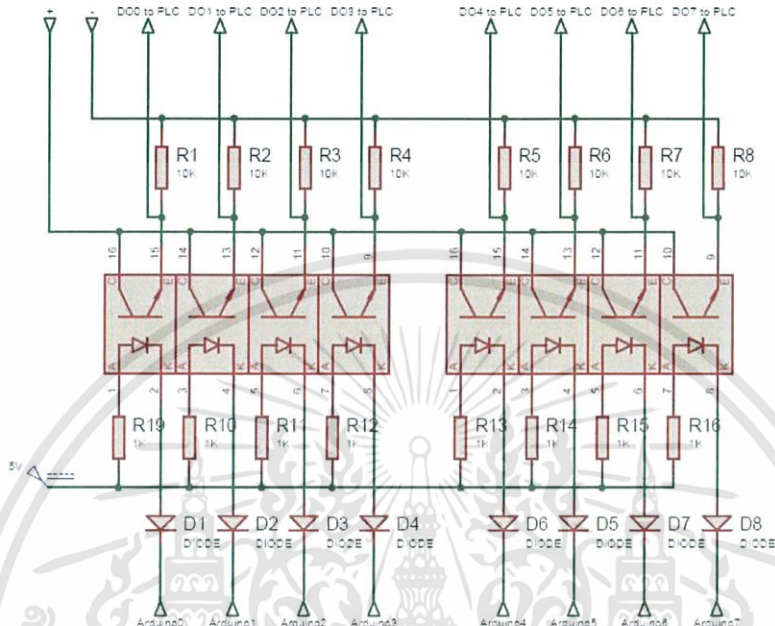 + - DO0 to PLC DO1 to PLC DO2 to PLC DO3 to PLC DO4 to PLC DO5 to PLC DO6 to PLC DO7 to PLC
R1 R2 R3 R4 R5 R6 R7 R8
10K 10K 10K 10K 10K 10K 10K 10K
16 15 14 13 12 11 10 9 16 15 14 13 12 11 10 9
C E C E C E C E C E C E C E C E
A K A K A K A K A K A K A K A K
1 2 3 4 5 6 7 8 1 2 3 4 5 6 7 8
R19 R10 R11 R12 R13 R14 R15 R16
1K 1K 1K 1K 1K 1K 1K 1K
5V
D1 D2 D3 D4 D6 D5 D7 D8
DIODE DIODE DIODE DIODE DIODE DIODE DIODE DIODE
Arduino0 Arduino1 Arduino2 Arduino3 Arduino4 Arduino5 Arduino6 Arduino7